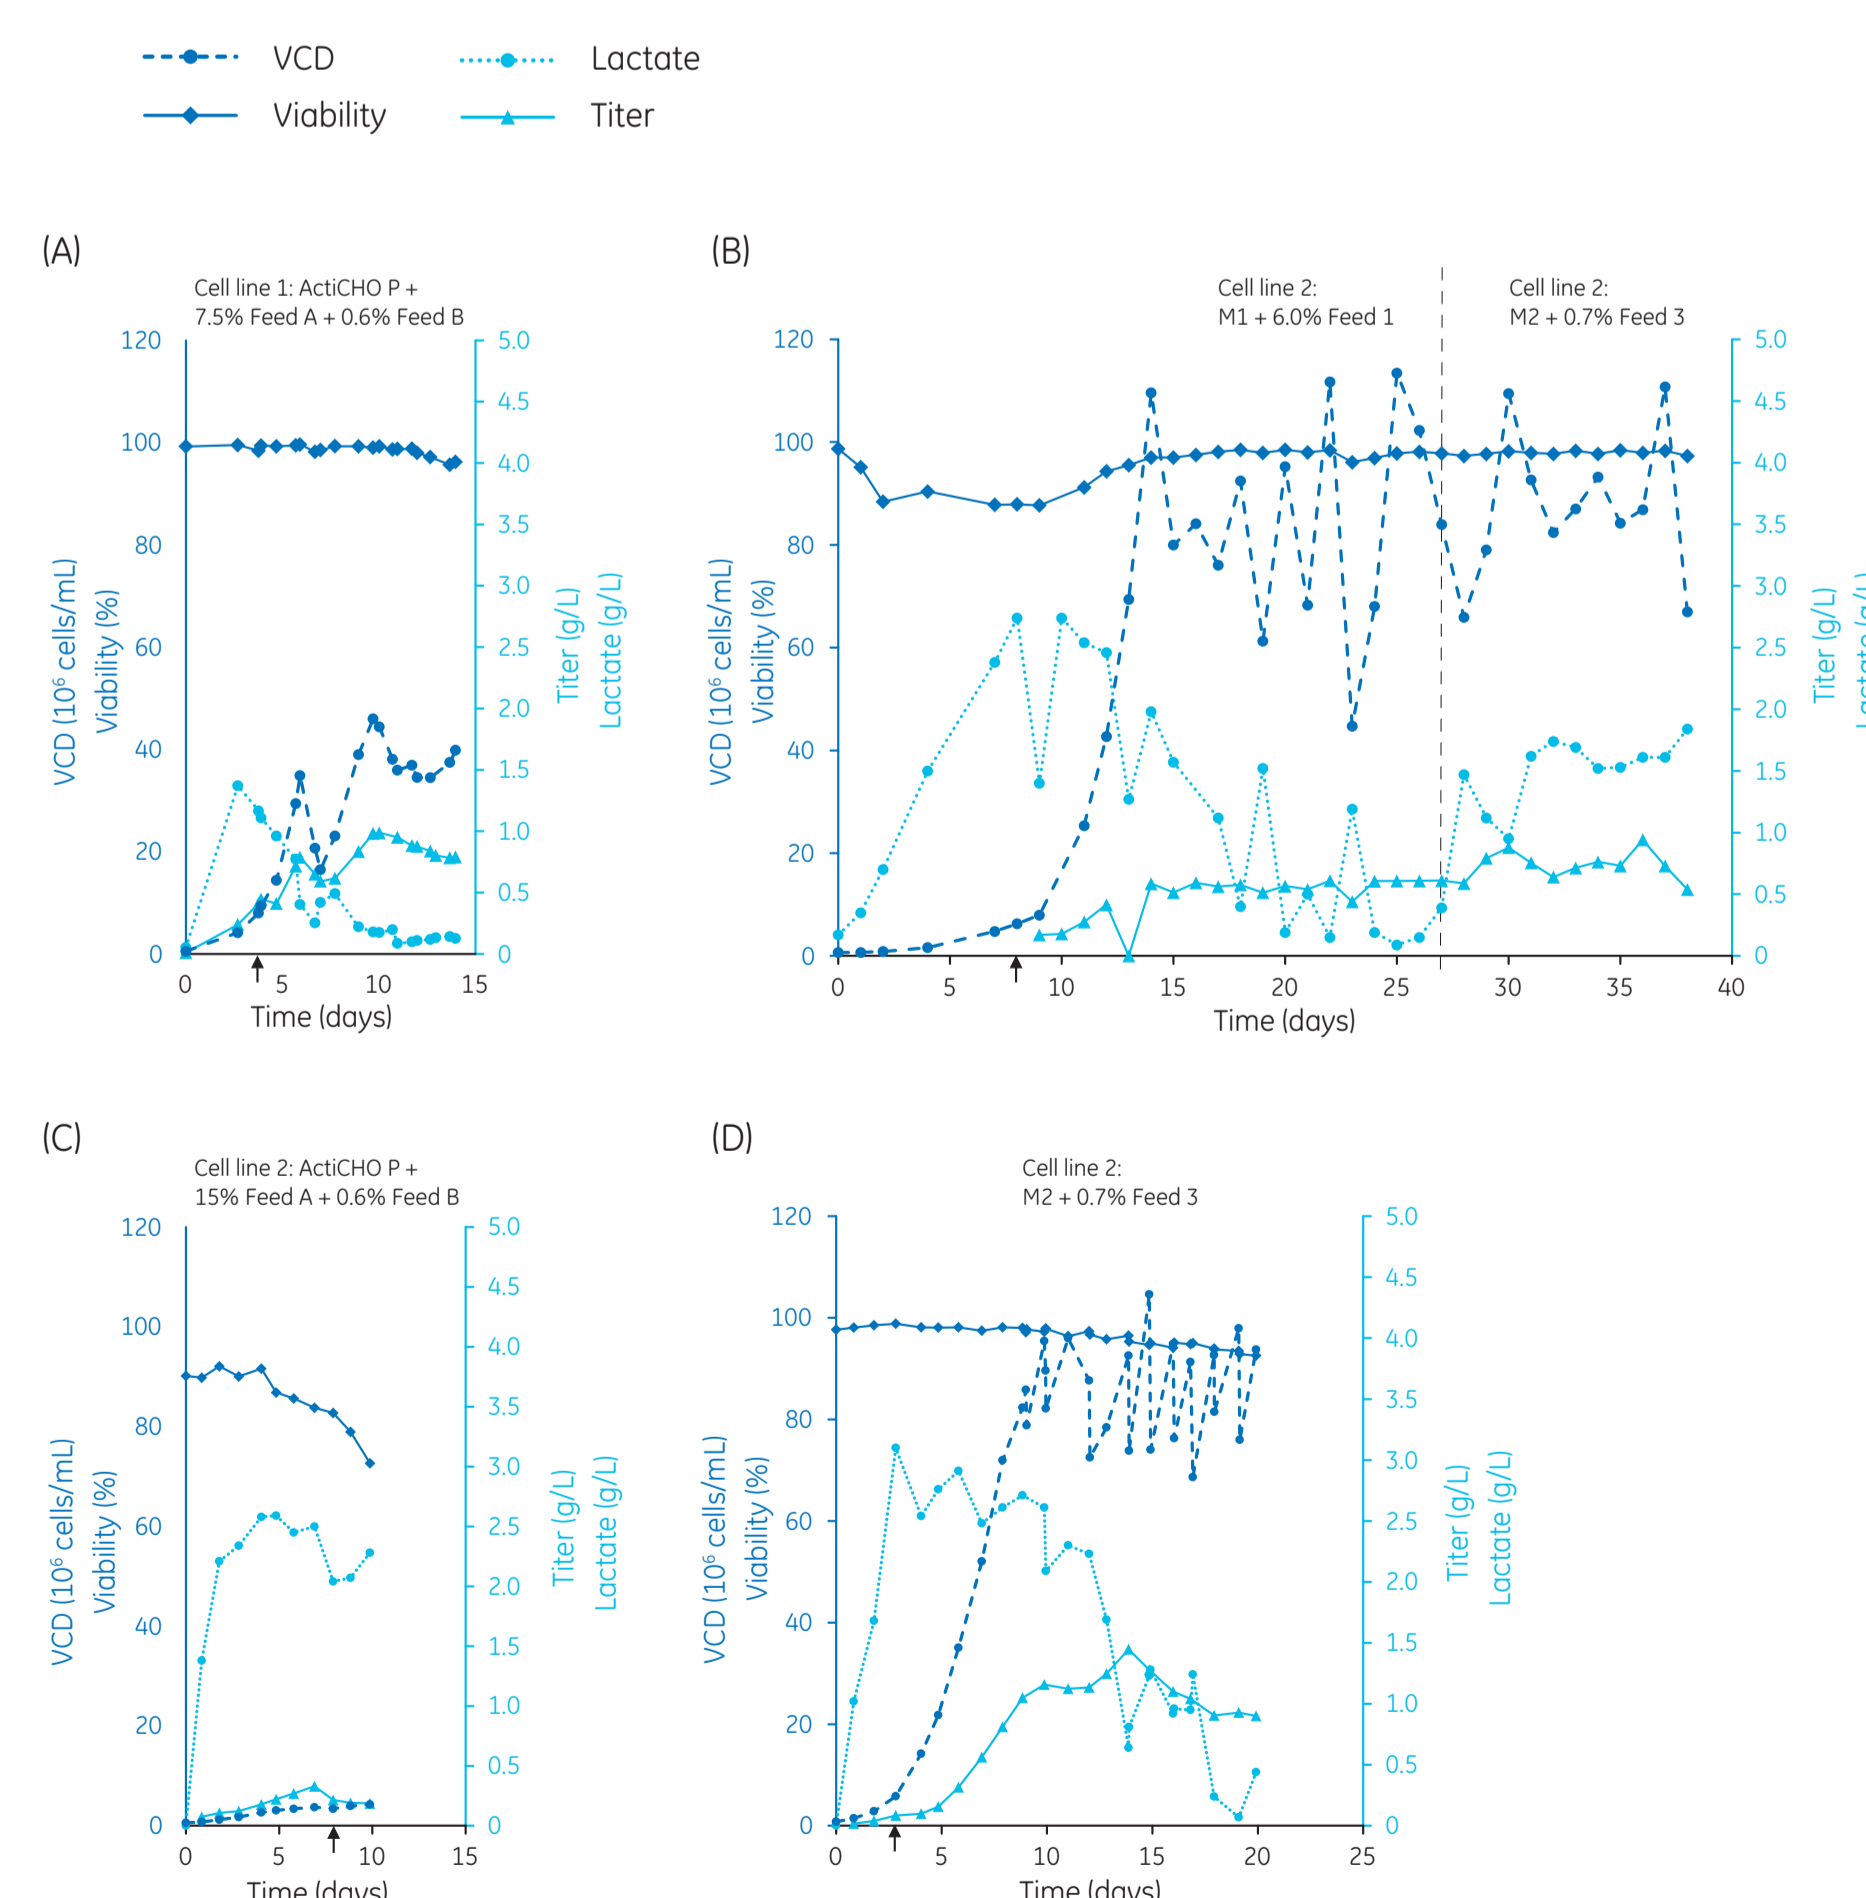 VCD
Lactate
Viability
Titer
(A)
Cell line 1: ActiCHO P +
7.5% Feed A + 0.6% Feed B
120
100
80
60
40
20
0
5.0
4.5
4.0
3.5
3.0
2.5
2.0
1.5
1.0
0.5
0
VCD (10⁶ cells/mL)
Viability (%)
Titer (g/L)
Lactate (g/L)
0 5 10 15
Time (days)
(B)
Cell line 2:
M1 + 6.0% Feed 1
Cell line 2:
M2 + 0.7% Feed 3
120
100
80
60
40
20
0
5.0
4.5
4.0
3.5
3.0
2.5
2.0
1.5
1.0
0.5
0
VCD (10⁶ cells/mL)
Viability (%)
Titer (g/L)
Lactate (g/L)
0 5 10 15 20 25 30 35 40
Time (days)
(C)
Cell line 2: ActiCHO P +
15% Feed A + 0.6% Feed B
120
100
80
60
40
20
0
5.0
4.5
4.0
3.5
3.0
2.5
2.0
1.5
1.0
0.5
0
VCD (10⁶ cells/mL)
Viability (%)
Titer (g/L)
Lactate (g/L)
0 5 10 15
Time (days)
(D)
Cell line 2:
M2 + 0.7% Feed 3
120
100
80
60
40
20
0
5.0
4.5
4.0
3.5
3.0
2.5
2.0
1.5
1.0
0.5
0
VCD (10⁶ cells/mL)
Viability (%)
Titer (g/L)
Lactate (g/L)
0 5 10 15 20 25
Time (days)